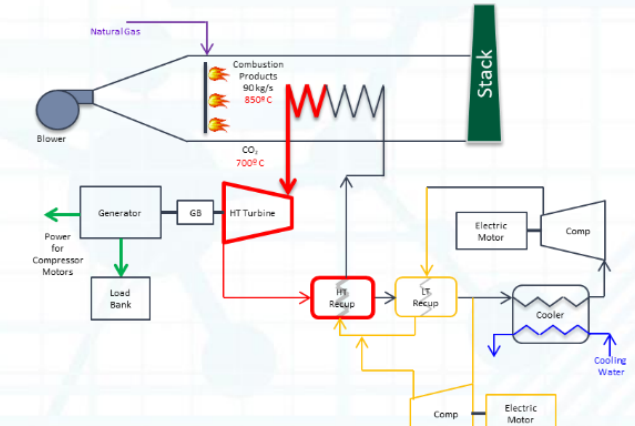 Natural Gas
Combustion
Products
90 kg/s
850º C
Stack
Blower
CO₂
700º C
Generator
GB
HT Turbine
Electric
Motor
Comp
Power
for
Compressor
Motors
Load
Bank
HT
Recup
LT
Recup
Cooler
Cooling
Water
Comp
Electric
Motor